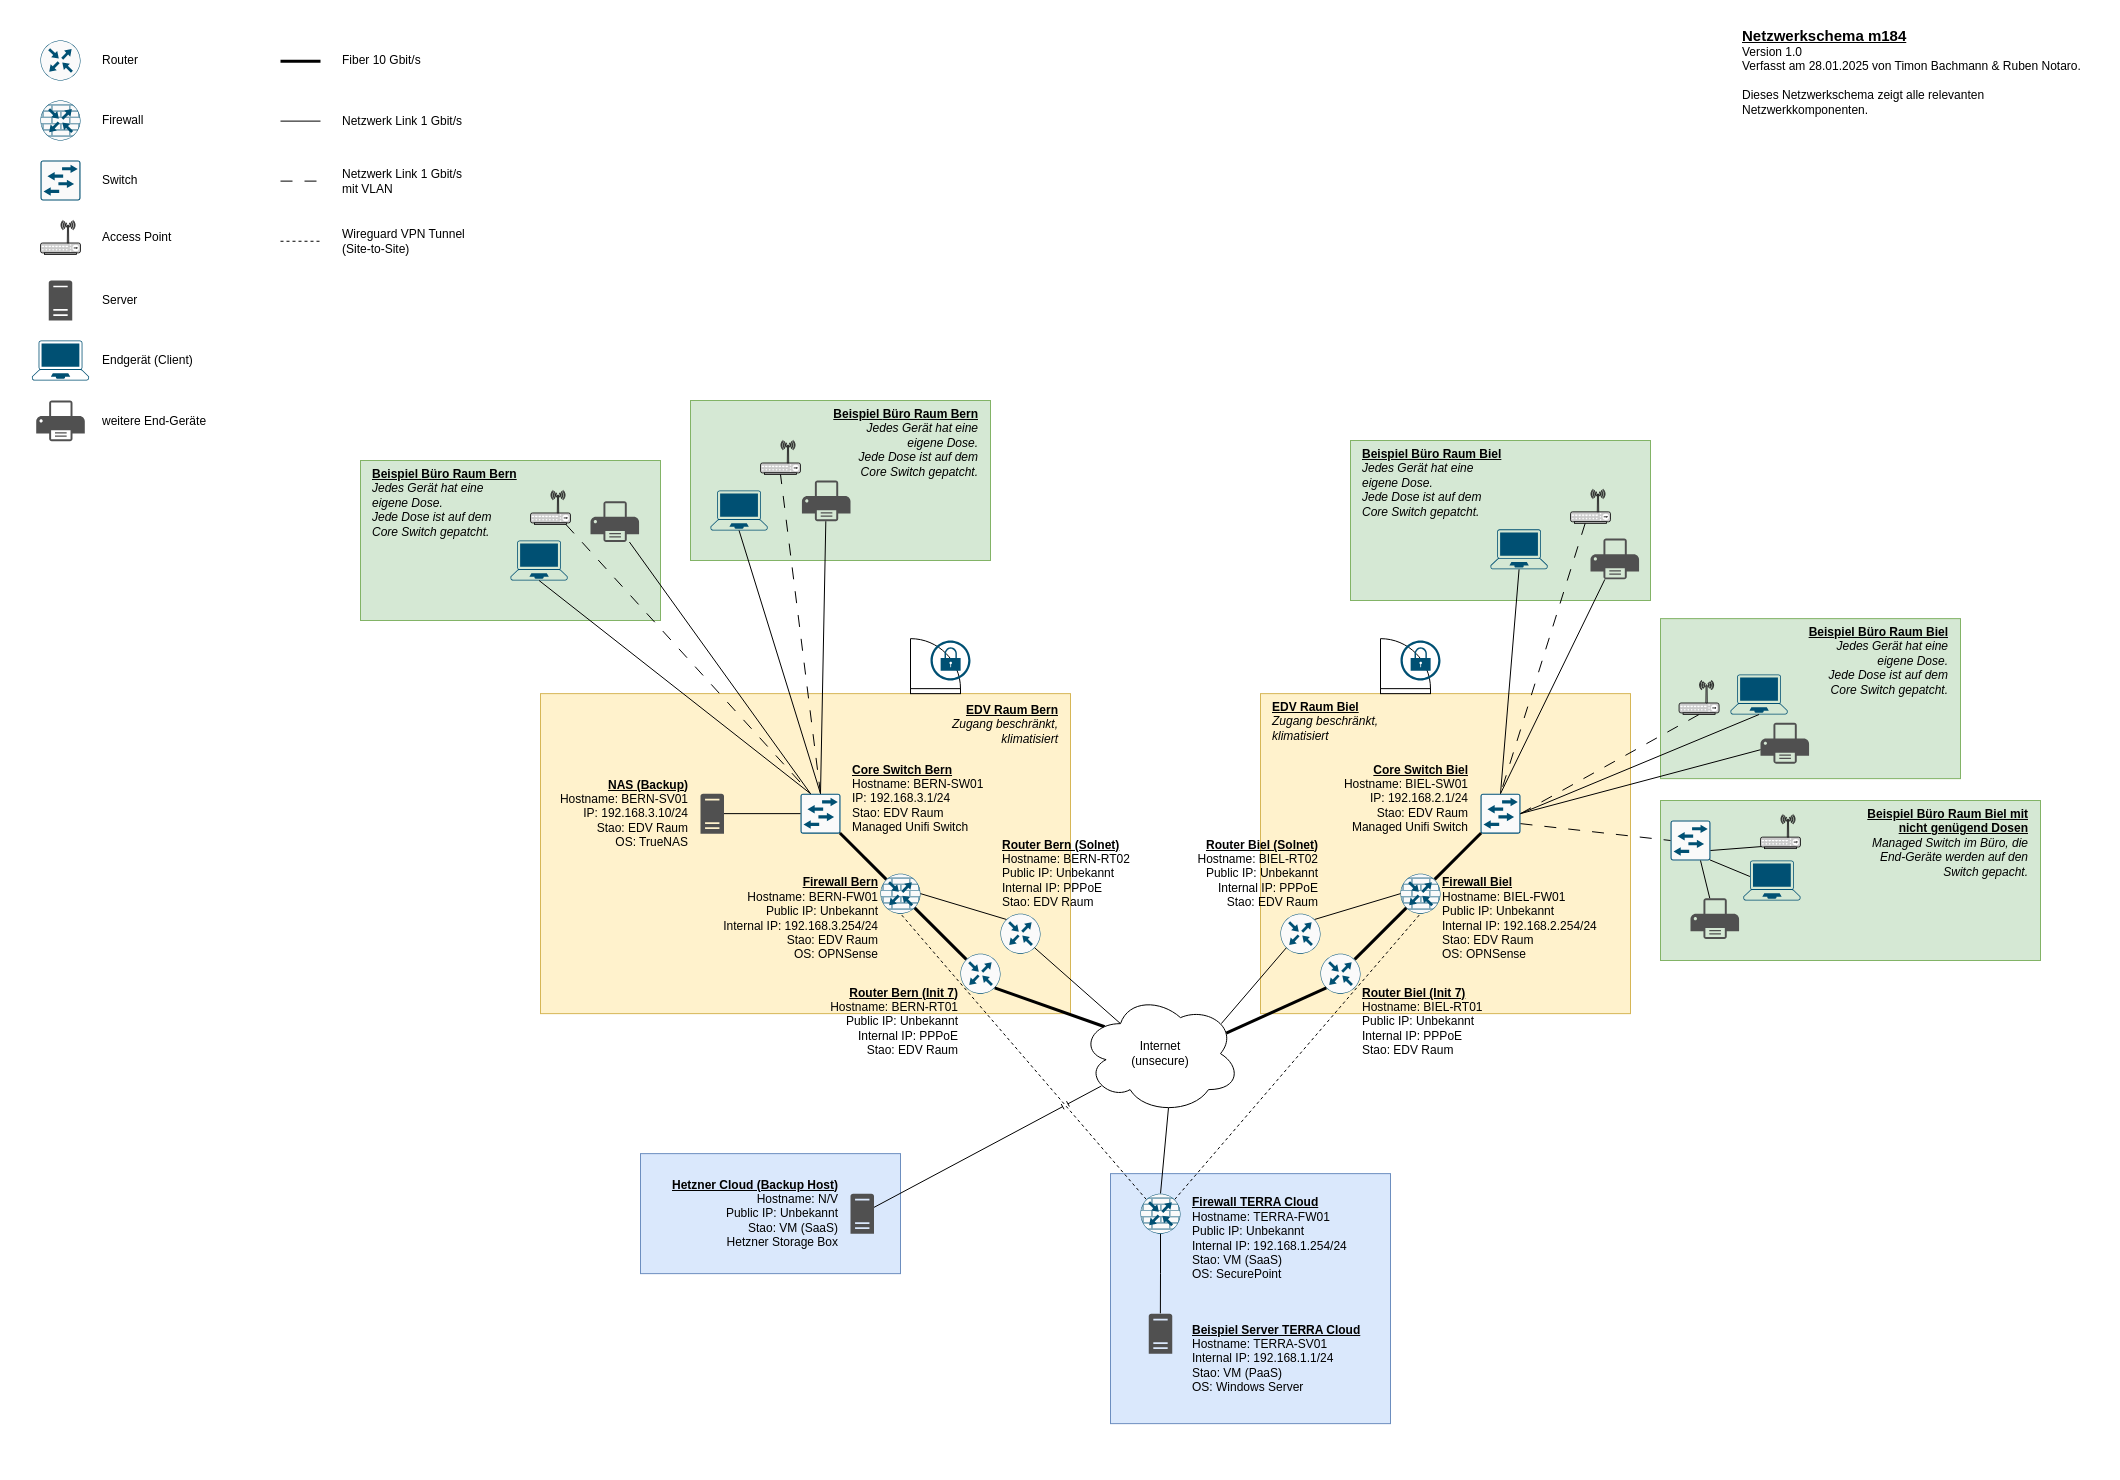 Router
Firewall
Switch
Access Point
Server
Endgerät (Client)
weitere End-Geräte
Fiber 10 Gbit/s
Netzwerk Link 1 Gbit/s
Netzwerk Link 1 Gbit/s
mit VLAN
Wireguard VPN Tunnel
(Site-to-Site)
Netzwerkschema m184
Version 1.0
Verfasst am 28.01.2025 von Timon Bachmann & Ruben Notaro.
Dieses Netzwerkschema zeigt alle relevanten
Netzwerkkomponenten.
Beispiel Büro Raum Bern
Jedes Gerät hat eine
eigene Dose.
Jede Dose ist auf dem
Core Switch gepatcht.
Beispiel Büro Raum Bern
Jedes Gerät hat eine
eigene Dose.
Jede Dose ist auf dem
Core Switch gepatcht.
Beispiel Büro Raum Biel
Jedes Gerät hat eine
eigene Dose.
Jede Dose ist auf dem
Core Switch gepatcht.
Beispiel Büro Raum Biel
Jedes Gerät hat eine
eigene Dose.
Jede Dose ist auf dem
Core Switch gepatcht.
Beispiel Büro Raum Biel mit
nicht genügend Dosen
Managed Switch im Büro, die
End-Geräte werden auf den
Switch gepacht.
EDV Raum Bern
Zugang beschränkt,
klimatisiert
NAS (Backup)
Hostname: BERN-SV01
IP: 192.168.3.10/24
Stao: EDV Raum
OS: TrueNAS
Core Switch Bern
Hostname: BERN-SW01
IP: 192.168.3.1/24
Stao: EDV Raum
Managed Unifi Switch
Router Bern (Solnet)
Hostname: BERN-RT02
Public IP: Unbekannt
Internal IP: PPPoE
Stao: EDV Raum
Firewall Bern
Hostname: BERN-FW01
Public IP: Unbekannt
Internal IP: 192.168.3.254/24
Stao: EDV Raum
OS: OPNSense
Router Bern (Init 7)
Hostname: BERN-RT01
Public IP: Unbekannt
Internal IP: PPPoE
Stao: EDV Raum
EDV Raum Biel
Zugang beschränkt,
klimatisiert
Core Switch Biel
Hostname: BIEL-SW01
IP: 192.168.2.1/24
Stao: EDV Raum
Managed Unifi Switch
Router Biel (Solnet)
Hostname: BIEL-RT02
Public IP: Unbekannt
Internal IP: PPPoE
Stao: EDV Raum
Firewall Biel
Hostname: BIEL-FW01
Public IP: Unbekannt
Internal IP: 192.168.2.254/24
Stao: EDV Raum
OS: OPNSense
Router Biel (Init 7)
Hostname: BIEL-RT01
Public IP: Unbekannt
Internal IP: PPPoE
Stao: EDV Raum
Internet
(unsecure)
Hetzner Cloud (Backup Host)
Hostname: N/V
Public IP: Unbekannt
Stao: VM (SaaS)
Hetzner Storage Box
Firewall TERRA Cloud
Hostname: TERRA-FW01
Public IP: Unbekannt
Internal IP: 192.168.1.254/24
Stao: VM (SaaS)
OS: SecurePoint
Beispiel Server TERRA Cloud
Hostname: TERRA-SV01
Internal IP: 192.168.1.1/24
Stao: VM (PaaS)
OS: Windows Server